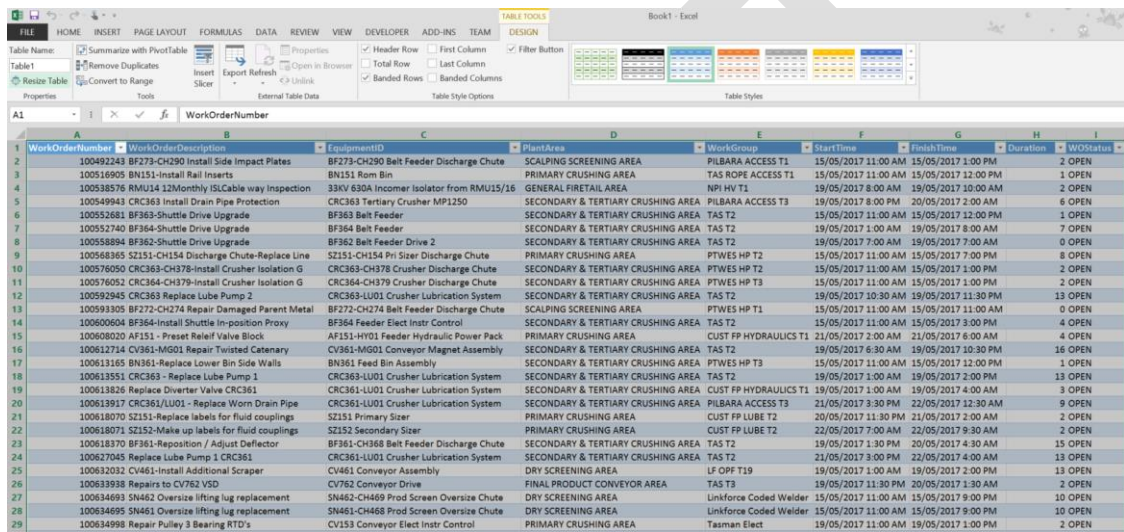 TABLE TOOLS Book1 - Excel
FILE HOME INSERT PAGE LAYOUT FORMULAS DATA REVIEW VIEW DEVELOPER ADD-INS TEAM DESIGN
Table Name: Summarize with PivotTable Properties Header Row First Column Filter Button
Table1 Remove Duplicates Insert Slicer Export Refresh Open in Browser Total Row Last Column
Resize Table Convert to Range Unlink Banded Rows Banded Columns
Properties Tools External Table Data Table Style Options Table Styles
A1 fx WorkOrderNumber
A B C D E F G H I
1 WorkOrderNumber WorkOrderDescription EquipmentID PlantArea WorkGroup StartTime FinishTime Duration WOStatus
2 100492243 BF273-CH290 Install Side Impact Plates BF273-CH290 Belt Feeder Discharge Chute SCALPING SCREENING AREA PILBARA ACCESS T1 15/05/2017 11:00 AM 15/05/2017 1:00 PM 2 OPEN
3 100516905 BN151-Install Rail Inserts BN151 Rom Bin PRIMARY CRUSHING AREA TAS ROPE ACCESS T1 15/05/2017 11:00 AM 15/05/2017 12:00 PM 1 OPEN
4 100538576 RMU14 12Monthly ISLCable way Inspection 33KV 630A Incomer Isolator from RMU15/16 GENERAL FIRETAIL AREA NPI HV T1 19/05/2017 8:00 AM 19/05/2017 10:00 AM 2 OPEN
5 100549943 CRC363 Install Drain Pipe Protection CRC363 Tertiary Crusher MP1250 SECONDARY & TERTIARY CRUSHING AREA PILBARA ACCESS T3 19/05/2017 8:00 PM 20/05/2017 2:00 AM 6 OPEN
6 100552681 BF363-Shuttle Drive Upgrade BF363 Belt Feeder SECONDARY & TERTIARY CRUSHING AREA TAS T2 15/05/2017 11:00 AM 15/05/2017 12:00 PM 1 OPEN
7 100552740 BF364-Shuttle Drive Upgrade BF364 Belt Feeder SECONDARY & TERTIARY CRUSHING AREA TAS T2 19/05/2017 1:00 AM 19/05/2017 8:00 AM 7 OPEN
8 100558894 BF362-Shuttle Drive Upgrade BF362 Belt Feeder Drive 2 SECONDARY & TERTIARY CRUSHING AREA TAS T2 19/05/2017 7:00 AM 19/05/2017 7:00 AM 0 OPEN
9 100568365 SZ151-CH154 Discharge Chute-Replace Line SZ151-CH154 Pri Sizer Discharge Chute PRIMARY CRUSHING AREA PTWES HP T2 15/05/2017 11:00 AM 15/05/2017 7:00 PM 8 OPEN
10 100576050 CRC363-CH378-Install Crusher Isolation G CRC363-CH378 Crusher Discharge Chute SECONDARY & TERTIARY CRUSHING AREA PTWES HP T2 15/05/2017 11:00 AM 15/05/2017 1:00 PM 2 OPEN
11 100576052 CRC364-CH379-Install Crusher Isolation G CRC364-CH379 Crusher Discharge Chute SECONDARY & TERTIARY CRUSHING AREA PTWES HP T3 15/05/2017 11:00 AM 15/05/2017 1:00 PM 2 OPEN
12 100592945 CRC363 Replace Lube Pump 2 CRC363-LU01 Crusher Lubrication System SECONDARY & TERTIARY CRUSHING AREA TAS T2 19/05/2017 10:30 AM 19/05/2017 11:30 PM 13 OPEN
13 100593305 BF272-CH274 Repair Damaged Parent Metal BF272-CH274 Belt Feeder Discharge Chute SCALPING SCREENING AREA PTWES HP T1 15/05/2017 11:00 AM 15/05/2017 11:00 AM 0 OPEN
14 100600604 BF364-Install Shuttle In-position Proxy BF364 Feeder Elect Instr Control SECONDARY & TERTIARY CRUSHING AREA TAS T2 15/05/2017 11:00 AM 15/05/2017 3:00 PM 4 OPEN
15 100608020 AF151 - Preset Releif Valve Block AF151-HY01 Feeder Hydraulic Power Pack PRIMARY CRUSHING AREA CUST FP HYDRAULICS T1 21/05/2017 2:00 AM 21/05/2017 6:00 AM 4 OPEN
16 100612714 CV361-MG01 Repair Twisted Catenary CV361-MG01 Conveyor Magnet Assembly SECONDARY & TERTIARY CRUSHING AREA TAS T2 19/05/2017 6:30 AM 19/05/2017 10:30 PM 16 OPEN
17 100613165 BN361-Replace Lower Bin Side Walls BN361 Feed Bin Assembly SECONDARY & TERTIARY CRUSHING AREA PTWES HP T3 15/05/2017 11:00 AM 15/05/2017 12:00 PM 1 OPEN
18 100613551 CRC363 - Replace Lube Pump 1 CRC363-LU01 Crusher Lubrication System SECONDARY & TERTIARY CRUSHING AREA TAS T2 19/05/2017 1:00 AM 19/05/2017 2:00 PM 13 OPEN
19 100613826 Replace Diverter Valve CRC361 CRC361-LU01 Crusher Lubrication System SECONDARY & TERTIARY CRUSHING AREA CUST FP HYDRAULICS T1 19/05/2017 1:00 AM 19/05/2017 4:00 AM 3 OPEN
20 100613917 CRC361/LU01 - Replace Worn Drain Pipe CRC361-LU01 Crusher Lubrication System SECONDARY & TERTIARY CRUSHING AREA PILBARA ACCESS T3 21/05/2017 3:30 PM 22/05/2017 12:30 AM 9 OPEN
21 100618070 SZ151-Replace labels for fluid couplings SZ151 Primary Sizer PRIMARY CRUSHING AREA CUST FP LUBE T2 20/05/2017 11:30 PM 21/05/2017 2:00 AM 2 OPEN
22 100618071 SZ152-Make up labels for fluid couplings SZ152 Secondary Sizer PRIMARY CRUSHING AREA CUST FP LUBE T2 22/05/2017 7:00 AM 22/05/2017 9:30 AM 2 OPEN
23 100618370 BF361-Reposition / Adjust Deflector BF361-CH368 Belt Feeder Discharge Chute SECONDARY & TERTIARY CRUSHING AREA TAS T2 19/05/2017 1:30 PM 20/05/2017 4:30 AM 15 OPEN
24 100627045 Replace Lube Pump 1 CRC361 CRC361-LU01 Crusher Lubrication System SECONDARY & TERTIARY CRUSHING AREA TAS T2 21/05/2017 3:00 PM 22/05/2017 4:00 AM 13 OPEN
25 100632032 CV461-Install Additional Scraper CV461 Conveyor Assembly DRY SCREENING AREA LF OPF T19 19/05/2017 1:00 AM 19/05/2017 2:00 PM 13 OPEN
26 100633938 Repairs to CV762 VSD CV762 Conveyor Drive FINAL PRODUCT CONVEYOR AREA TAS T3 19/05/2017 11:30 PM 20/05/2017 1:30 AM 2 OPEN
27 100634693 SN462 Oversize lifting lug replacement SN462-CH469 Prod Screen Oversize Chute DRY SCREENING AREA Linkforce Coded Welder 15/05/2017 11:00 AM 15/05/2017 9:00 PM 10 OPEN
28 100634695 SN461 Oversize lifting lug replacement SN461-CH468 Prod Screen Oversize Chute DRY SCREENING AREA Linkforce Coded Welder 15/05/2017 11:00 AM 15/05/2017 9:00 PM 10 OPEN
29 100634998 Repair Pulley 3 Bearing RTD's CV153 Conveyor Elect Instr Control PRIMARY CRUSHING AREA Tasman Elect 19/05/2017 11:00 AM 19/05/2017 1:00 PM 2 OPEN